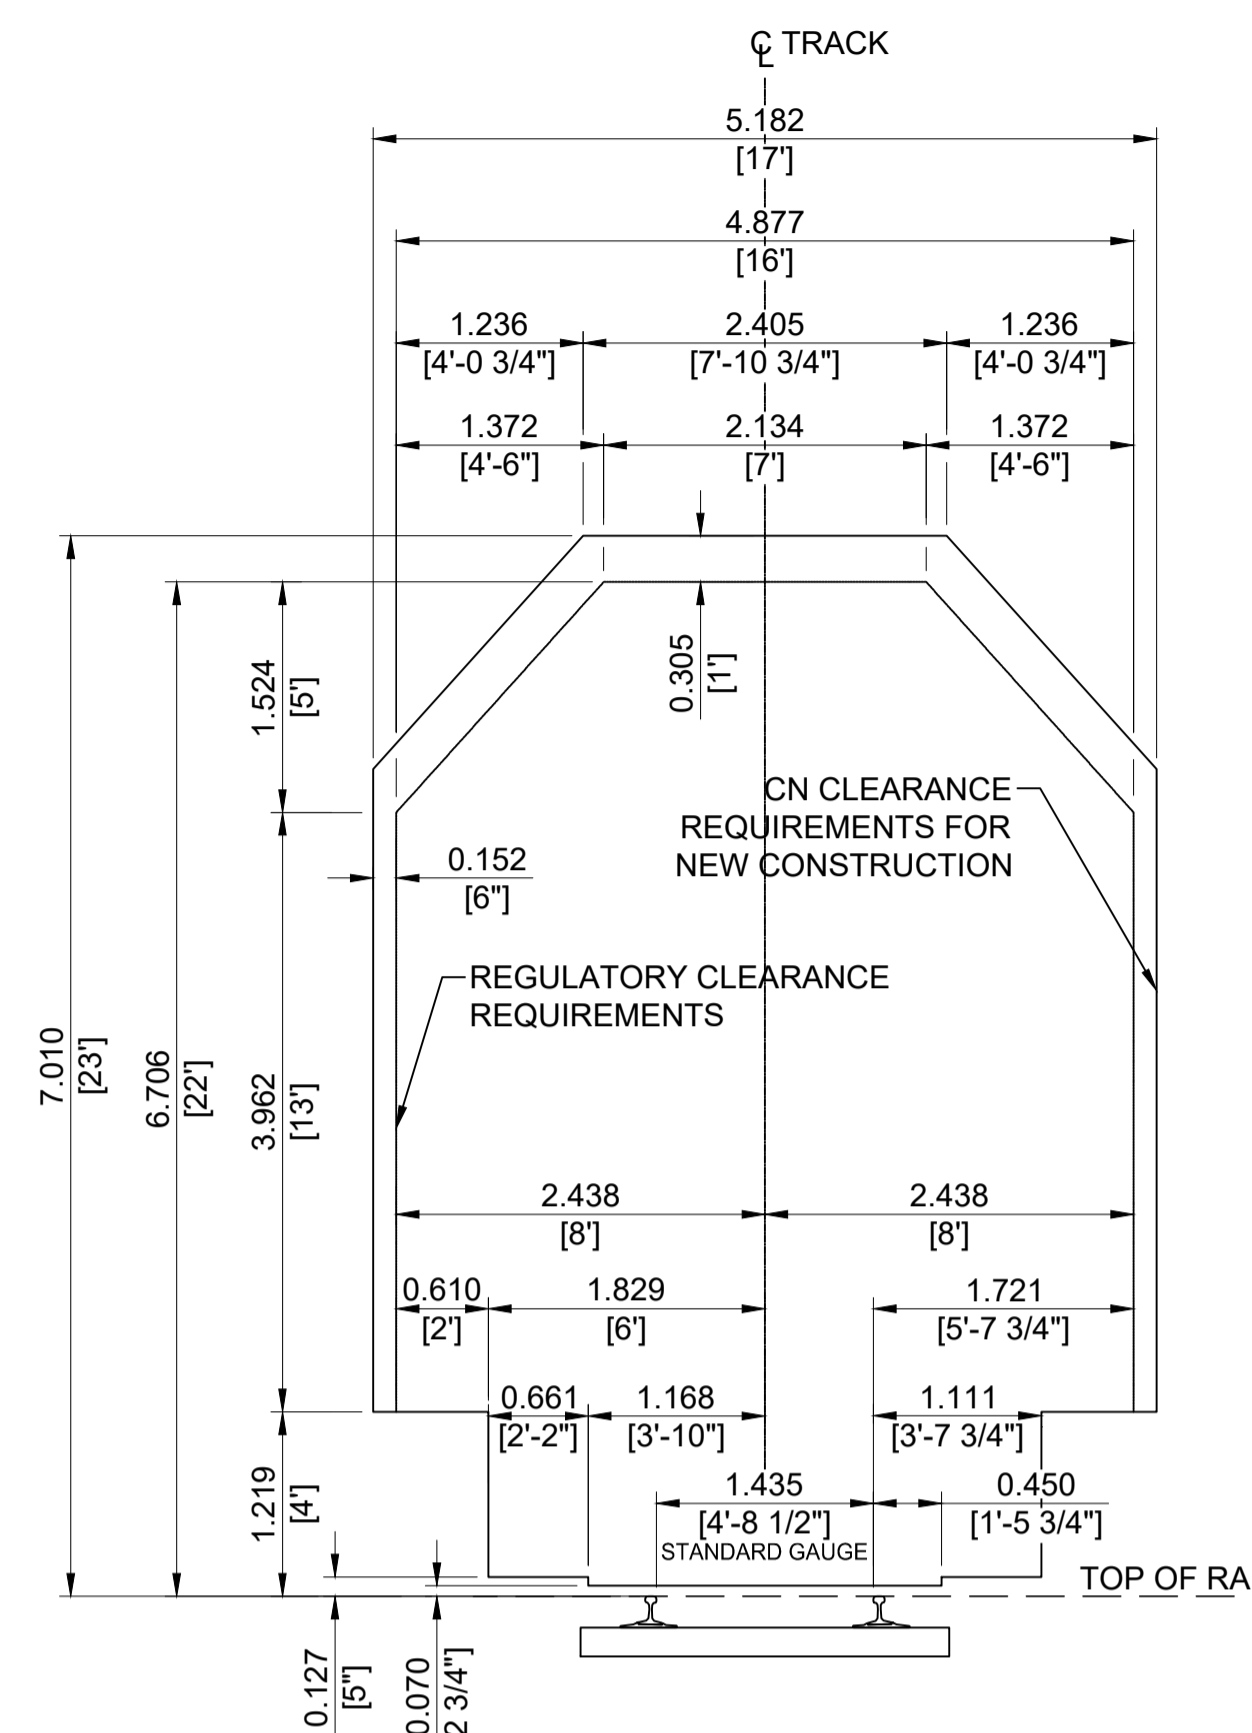 ℄ TRACK
5.182
[17']
4.877
[16']
1.236 2.405 1.236
[4'-0 3/4"] [7'-10 3/4"] [4'-0 3/4"]
1.372 2.134 1.372
[4'-6"] [7'] [4'-6"]
0.305
[1']
1.524
[5']
CN CLEARANCE
REQUIREMENTS FOR
NEW CONSTRUCTION
0.152
[6"]
REGULATORY CLEARANCE
REQUIREMENTS
7.010
[23']
6.706
[22']
3.962
[13']
2.438 2.438
[8'] [8']
0.610 1.829 1.721
[2'] [6'] [5'-7 3/4"]
0.661 1.168 1.111
[2'-2"] [3'-10"] [3'-7 3/4"]
1.435 0.450
[4'-8 1/2"] [1'-5 3/4"]
STANDARD GAUGE
1.219
[4']
TOP OF RA
0.127
[5"]
0.070
2 3/4"]